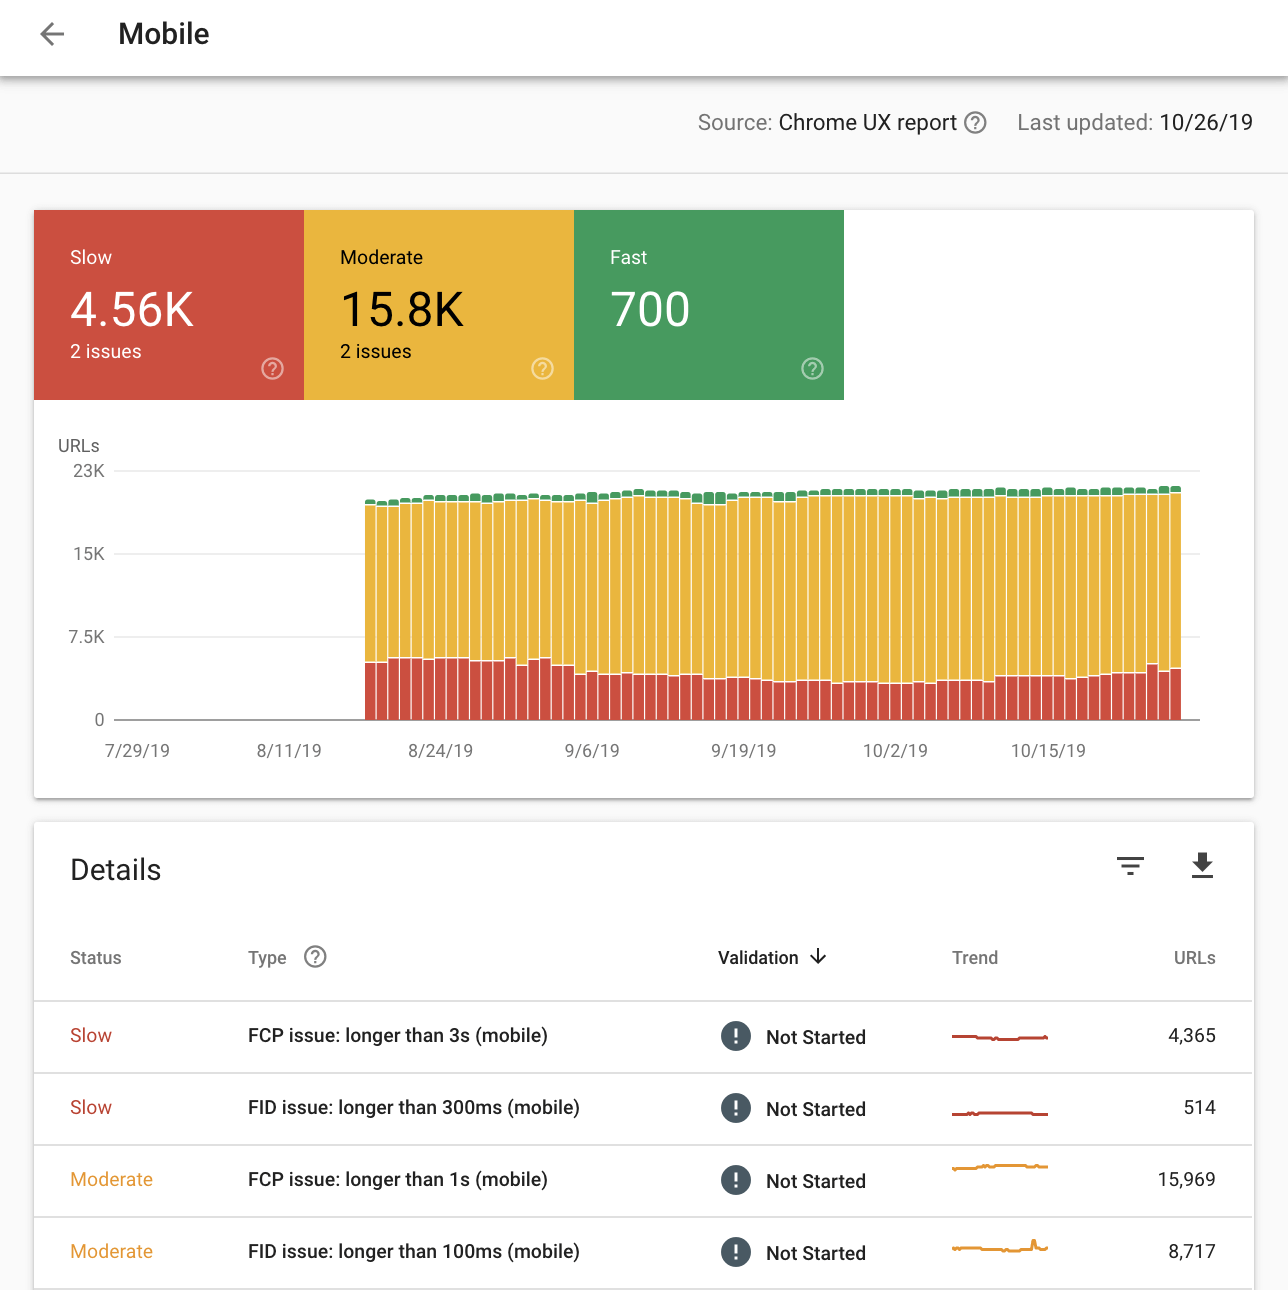 Mobile
Source: Chrome UX report Last updated: 10/26/19
Slow
4.56K
2 issues
Moderate
15.8K
2 issues
Fast
700
URLs
23K
15K
7.5K
0
7/29/19 8/11/19 8/24/19 9/6/19 9/19/19 10/2/19 10/15/19
Details
Status Type Validation Trend URLs
Slow FCP issue: longer than 3s (mobile) Not Started 4,365
Slow FID issue: longer than 300ms (mobile) Not Started 514
Moderate FCP issue: longer than 1s (mobile) Not Started 15,969
Moderate FID issue: longer than 100ms (mobile) Not Started 8,717